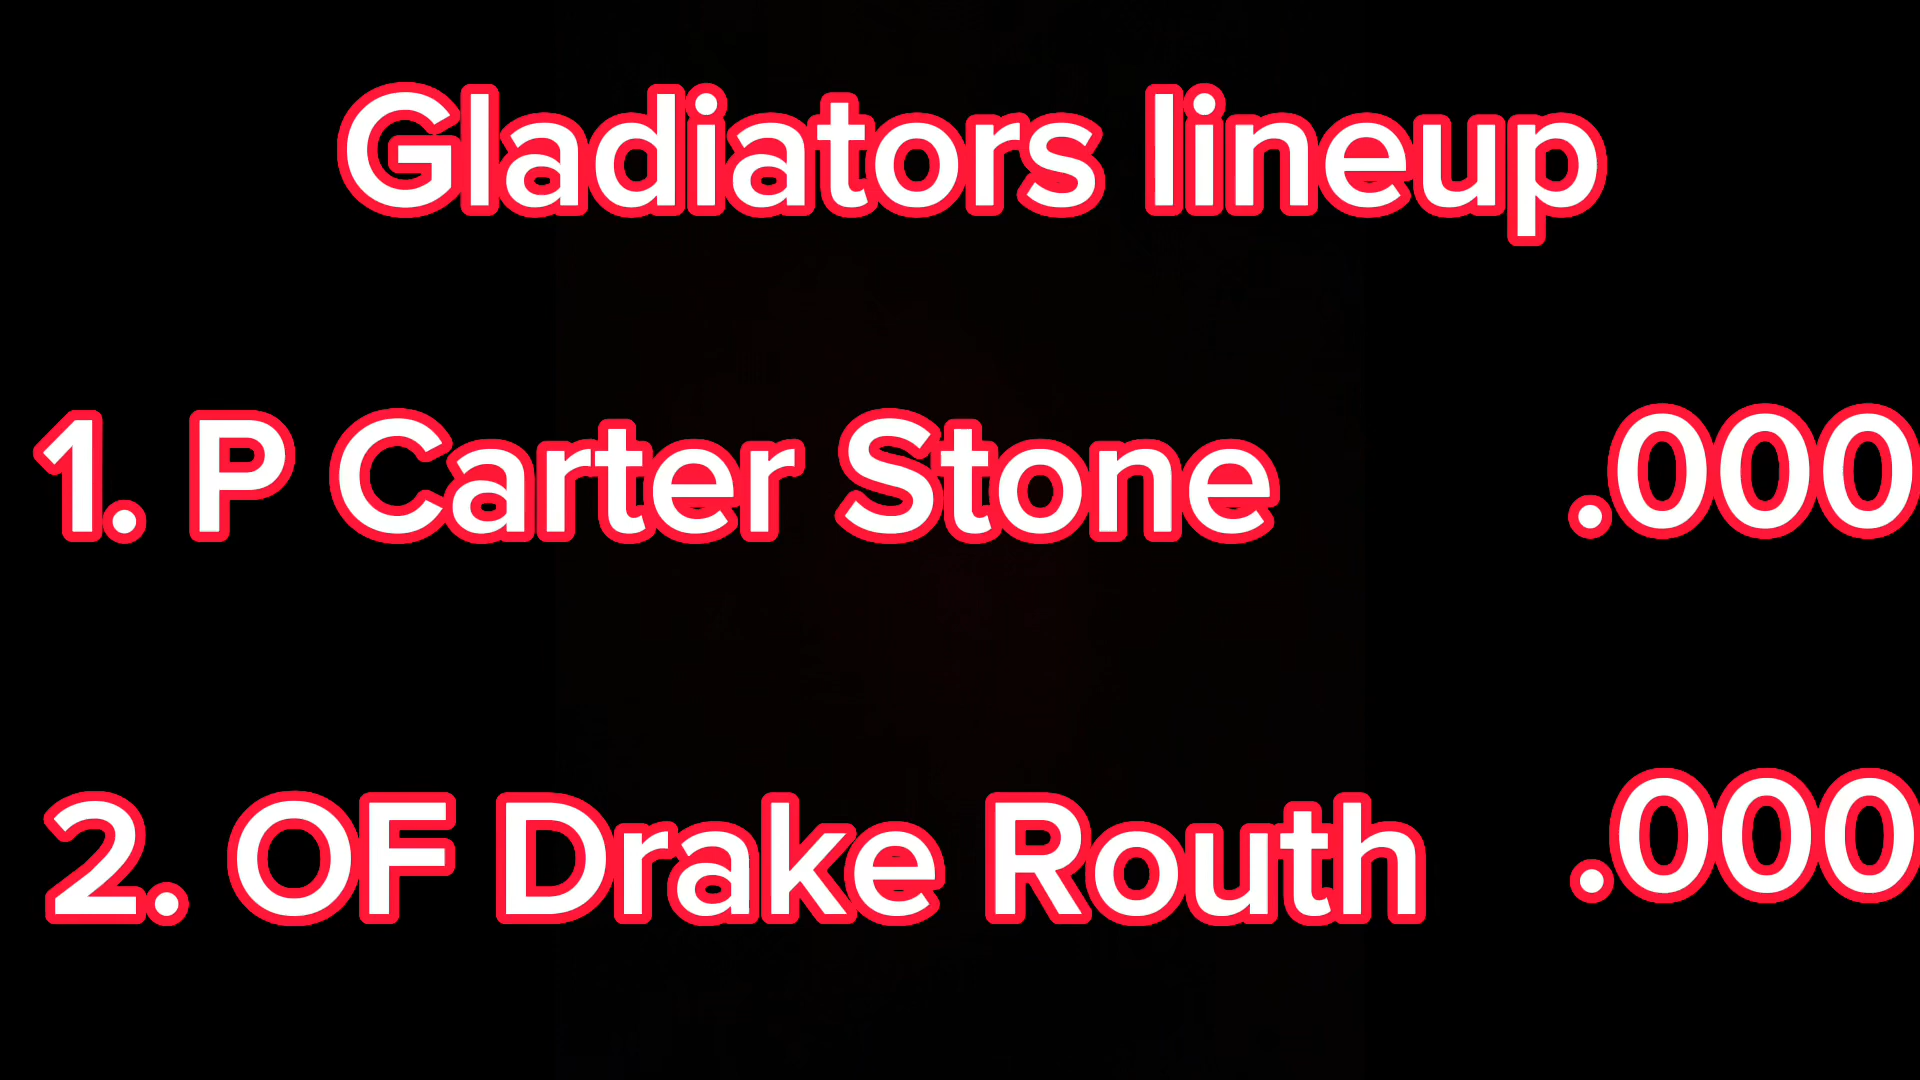 Gladiators lineup
1. P Carter Stone .000
2. OF Drake Routh .000